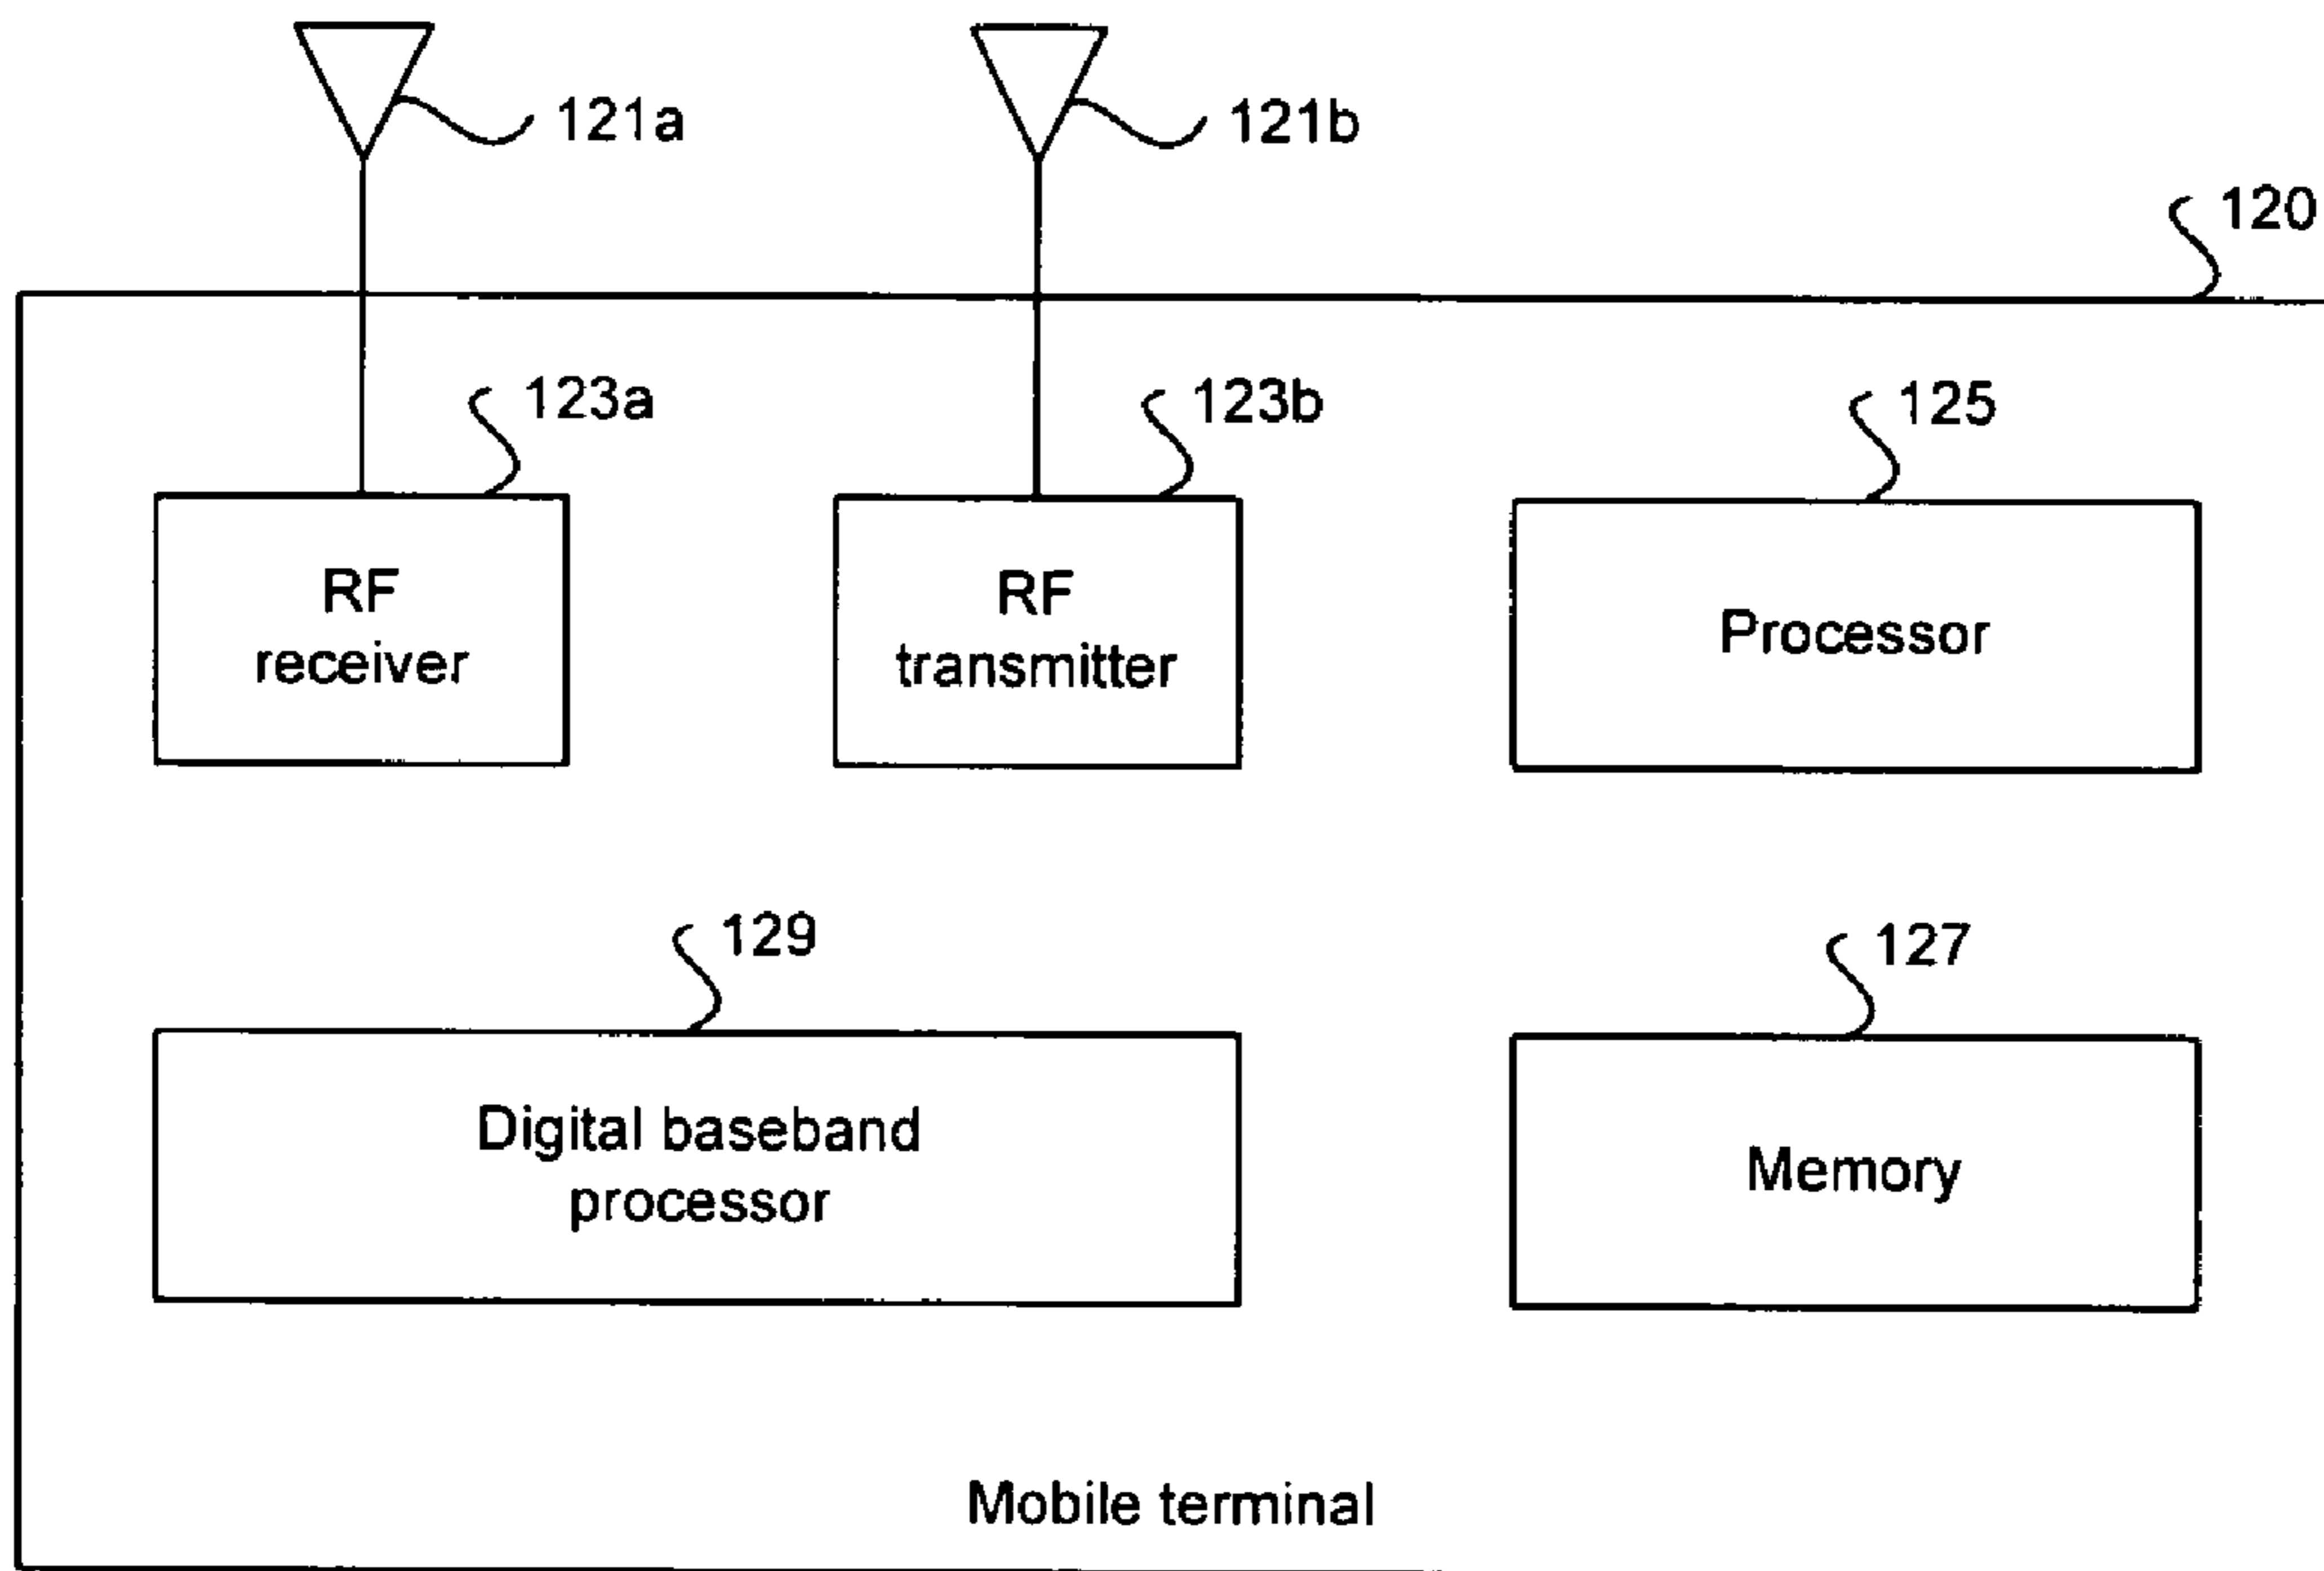 121a
121b
120
123a
123b
125
RF
receiver
RF
transmitter
Processor
129
127
Digital baseband
processor
Memory
Mobile terminal